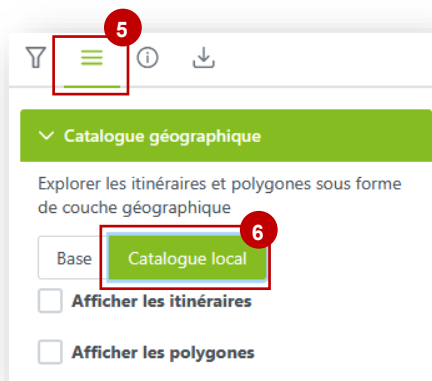 5
Catalogue géographique
Explorer les itinéraires et polygones sous forme
de couche géographique
6
Base Catalogue local
Afficher les itinéraires
Afficher les polygones